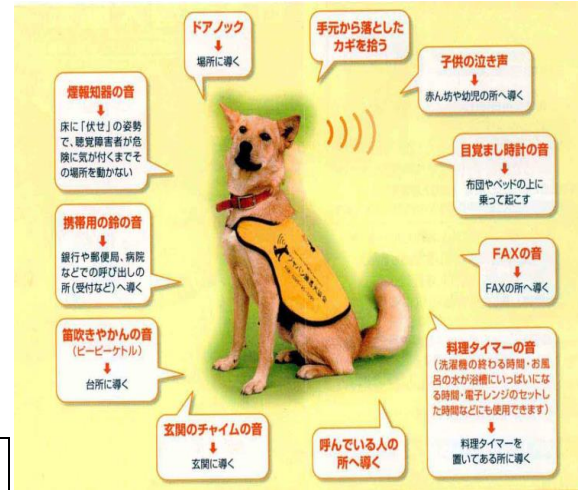 ドアノック
↓
場所に導く
手元から落とした
カギを拾う
子供の泣き声
↓
赤ん坊や幼児の所へ導く
煙報知器の音
↓
床に「伏せ」の姿勢
で、聴覚障害者が危
険に気が付くまでそ
の場所を動かない
目覚まし時計の音
↓
布団やベッドの上に
乗って起こす
携帯用の鈴の音
↓
銀行や郵便局、病院
などでの呼び出しの
所(受付など)へ導く
FAXの音
↓
FAXの所へ導く
笛吹きやかんの音
(ピーピーケトル)
↓
台所に導く
料理タイマーの音
(洗濯機の終わる時間・お風
呂の水が浴槽にいっぱいにな
る時間・電子レンジのセットし
た時間などにも使用できます)
↓
料理タイマーを
置いてある所に導く
玄関のチャイムの音
↓
玄関に導く
呼んでいる人の
所へ導く